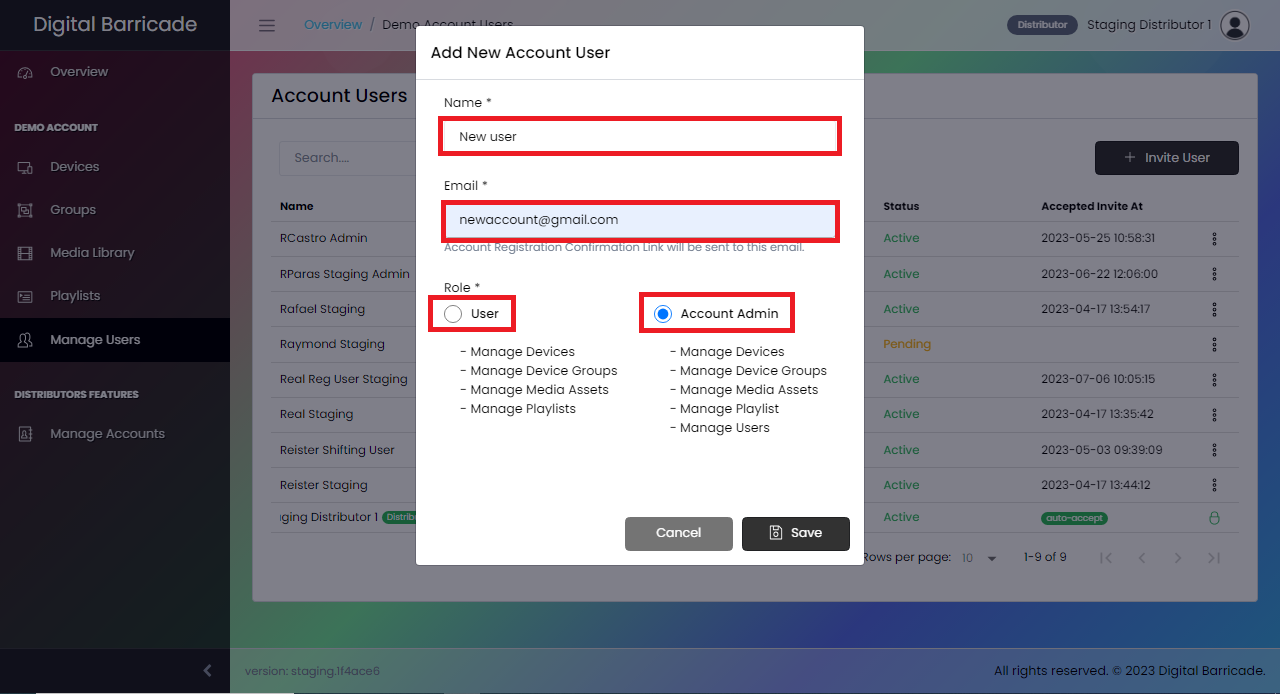 Digital Barricade
Overview / Demo Account Users
Distributor Staging Distributor 1
Overview
DEMO ACCOUNT
Devices
Groups
Media Library
Playlists
Manage Users
DISTRIBUTORS FEATURES
Manage Accounts
Account Users
Search....
Invite User
Name Status Accepted Invite At
RCastro Admin Active 2023-05-25 10:58:31
RParas Staging Admin Active 2023-06-22 12:06:00
Rafael Staging Active 2023-04-17 13:54:17
Raymond Staging Pending
Real Reg User Staging Active 2023-07-06 10:05:15
Real Staging Active 2023-04-17 13:35:42
Reister Shifting User Active 2023-05-03 09:39:09
Reister Staging Active 2023-04-17 13:44:12
ging Distributor 1 Distrib Active auto-accept
Rows per page: 10 1-9 of 9
Add New Account User
Name *
New user
Email *
newaccount@gmail.com
Account Registration Confirmation Link will be sent to this email.
Role *
User
- Manage Devices
- Manage Device Groups
- Manage Media Assets
- Manage Playlists
Account Admin
- Manage Devices
- Manage Device Groups
- Manage Media Assets
- Manage Playlist
- Manage Users
Cancel
Save
version: staging.1f4ace6
All rights reserved. © 2023 Digital Barricade.